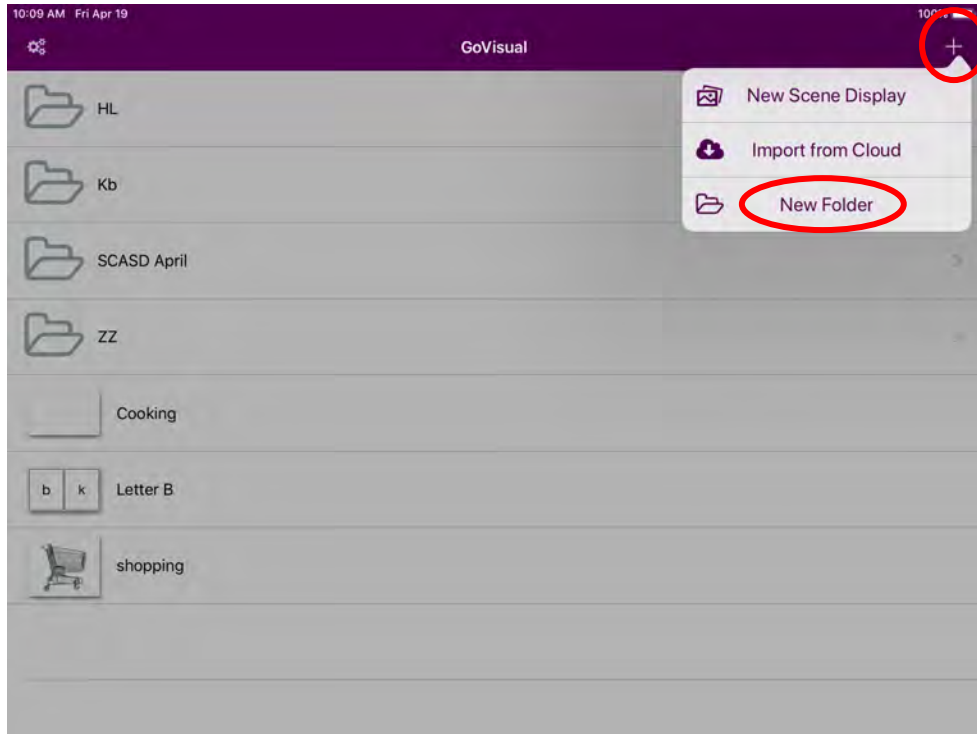 10:09 AM Fri Apr 19
GoVisual
New Scene Display
Import from Cloud
New Folder
HL
Kb
SCASD April
ZZ
Cooking
b k Letter B
shopping